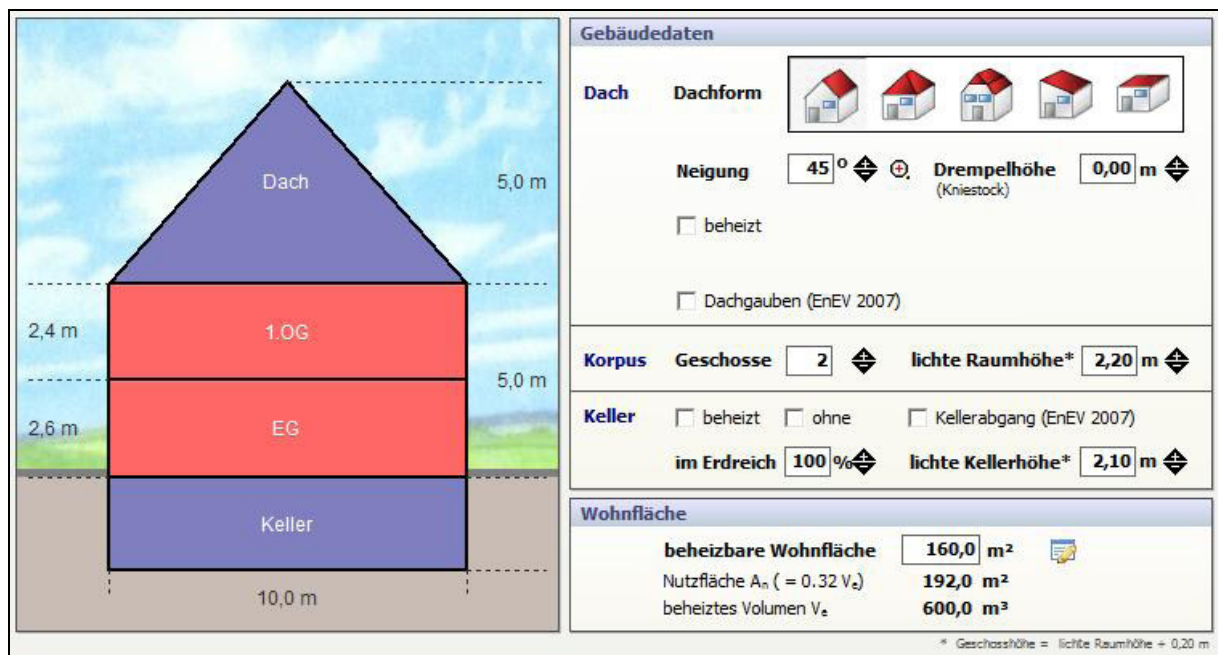 Dach
5,0 m
2,4 m
1.OG
5,0 m
2,6 m
EG
Keller
10,0 m
Gebäudedaten
Dach Dachform
Neigung 45 ° Drempelhöhe 0,00 m
(Kniestock)
beheizt
Dachgauben (EnEV 2007)
Korpus Geschosse 2 lichte Raumhöhe* 2,20 m
Keller beheizt ohne Kellerabgang (EnEV 2007)
im Erdreich 100 % lichte Kellerhöhe* 2,10 m
Wohnfläche
beheizbare Wohnfläche 160,0 m²
Nutzfläche Aₙ ( = 0.32 Vₑ) 192,0 m²
beheiztes Volumen Vₑ 600,0 m³
* Geschosshöhe = lichte Raumhöhe + 0,20 m